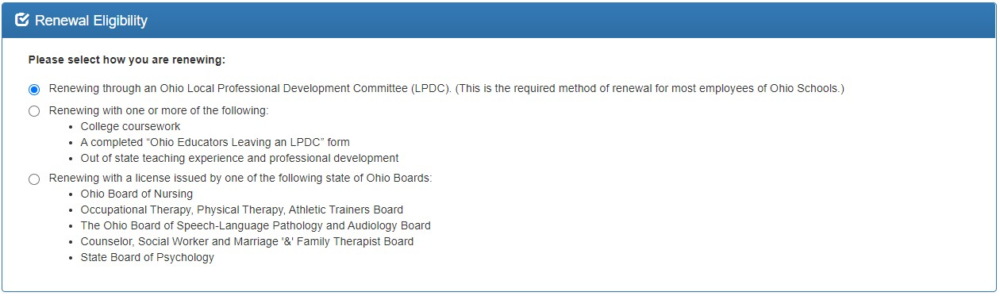 Renewal Eligibility
Please select how you are renewing:
Renewing through an Ohio Local Professional Development Committee (LPDC). (This is the required method of renewal for most employees of Ohio Schools.)
Renewing with one or more of the following:
• College coursework
• A completed “Ohio Educators Leaving an LPDC” form
• Out of state teaching experience and professional development
Renewing with a license issued by one of the following state of Ohio Boards:
• Ohio Board of Nursing
• Occupational Therapy, Physical Therapy, Athletic Trainers Board
• The Ohio Board of Speech-Language Pathology and Audiology Board
• Counselor, Social Worker and Marriage '&' Family Therapist Board
• State Board of Psychology